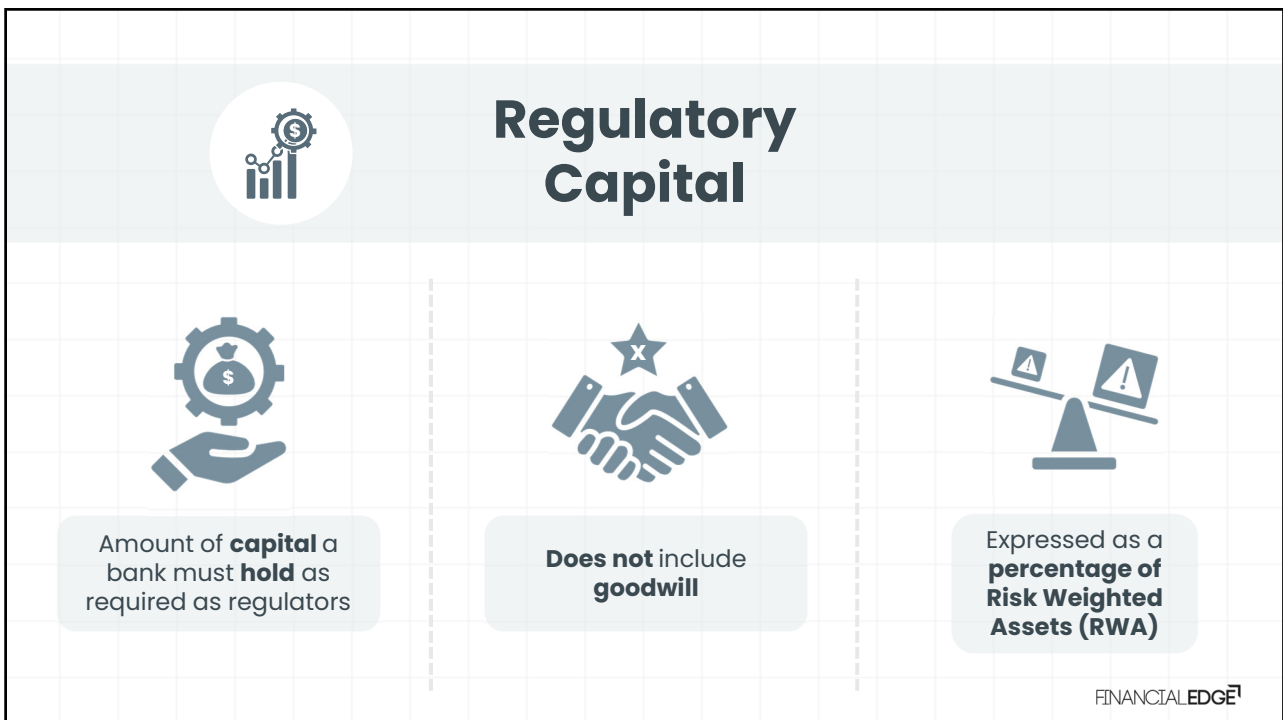 $
Regulatory
Capital
$
X
Amount of capital a
bank must hold as
required as regulators
Does not include
goodwill
Expressed as a
percentage of
Risk Weighted
Assets (RWA)
FINANCIALEDGE